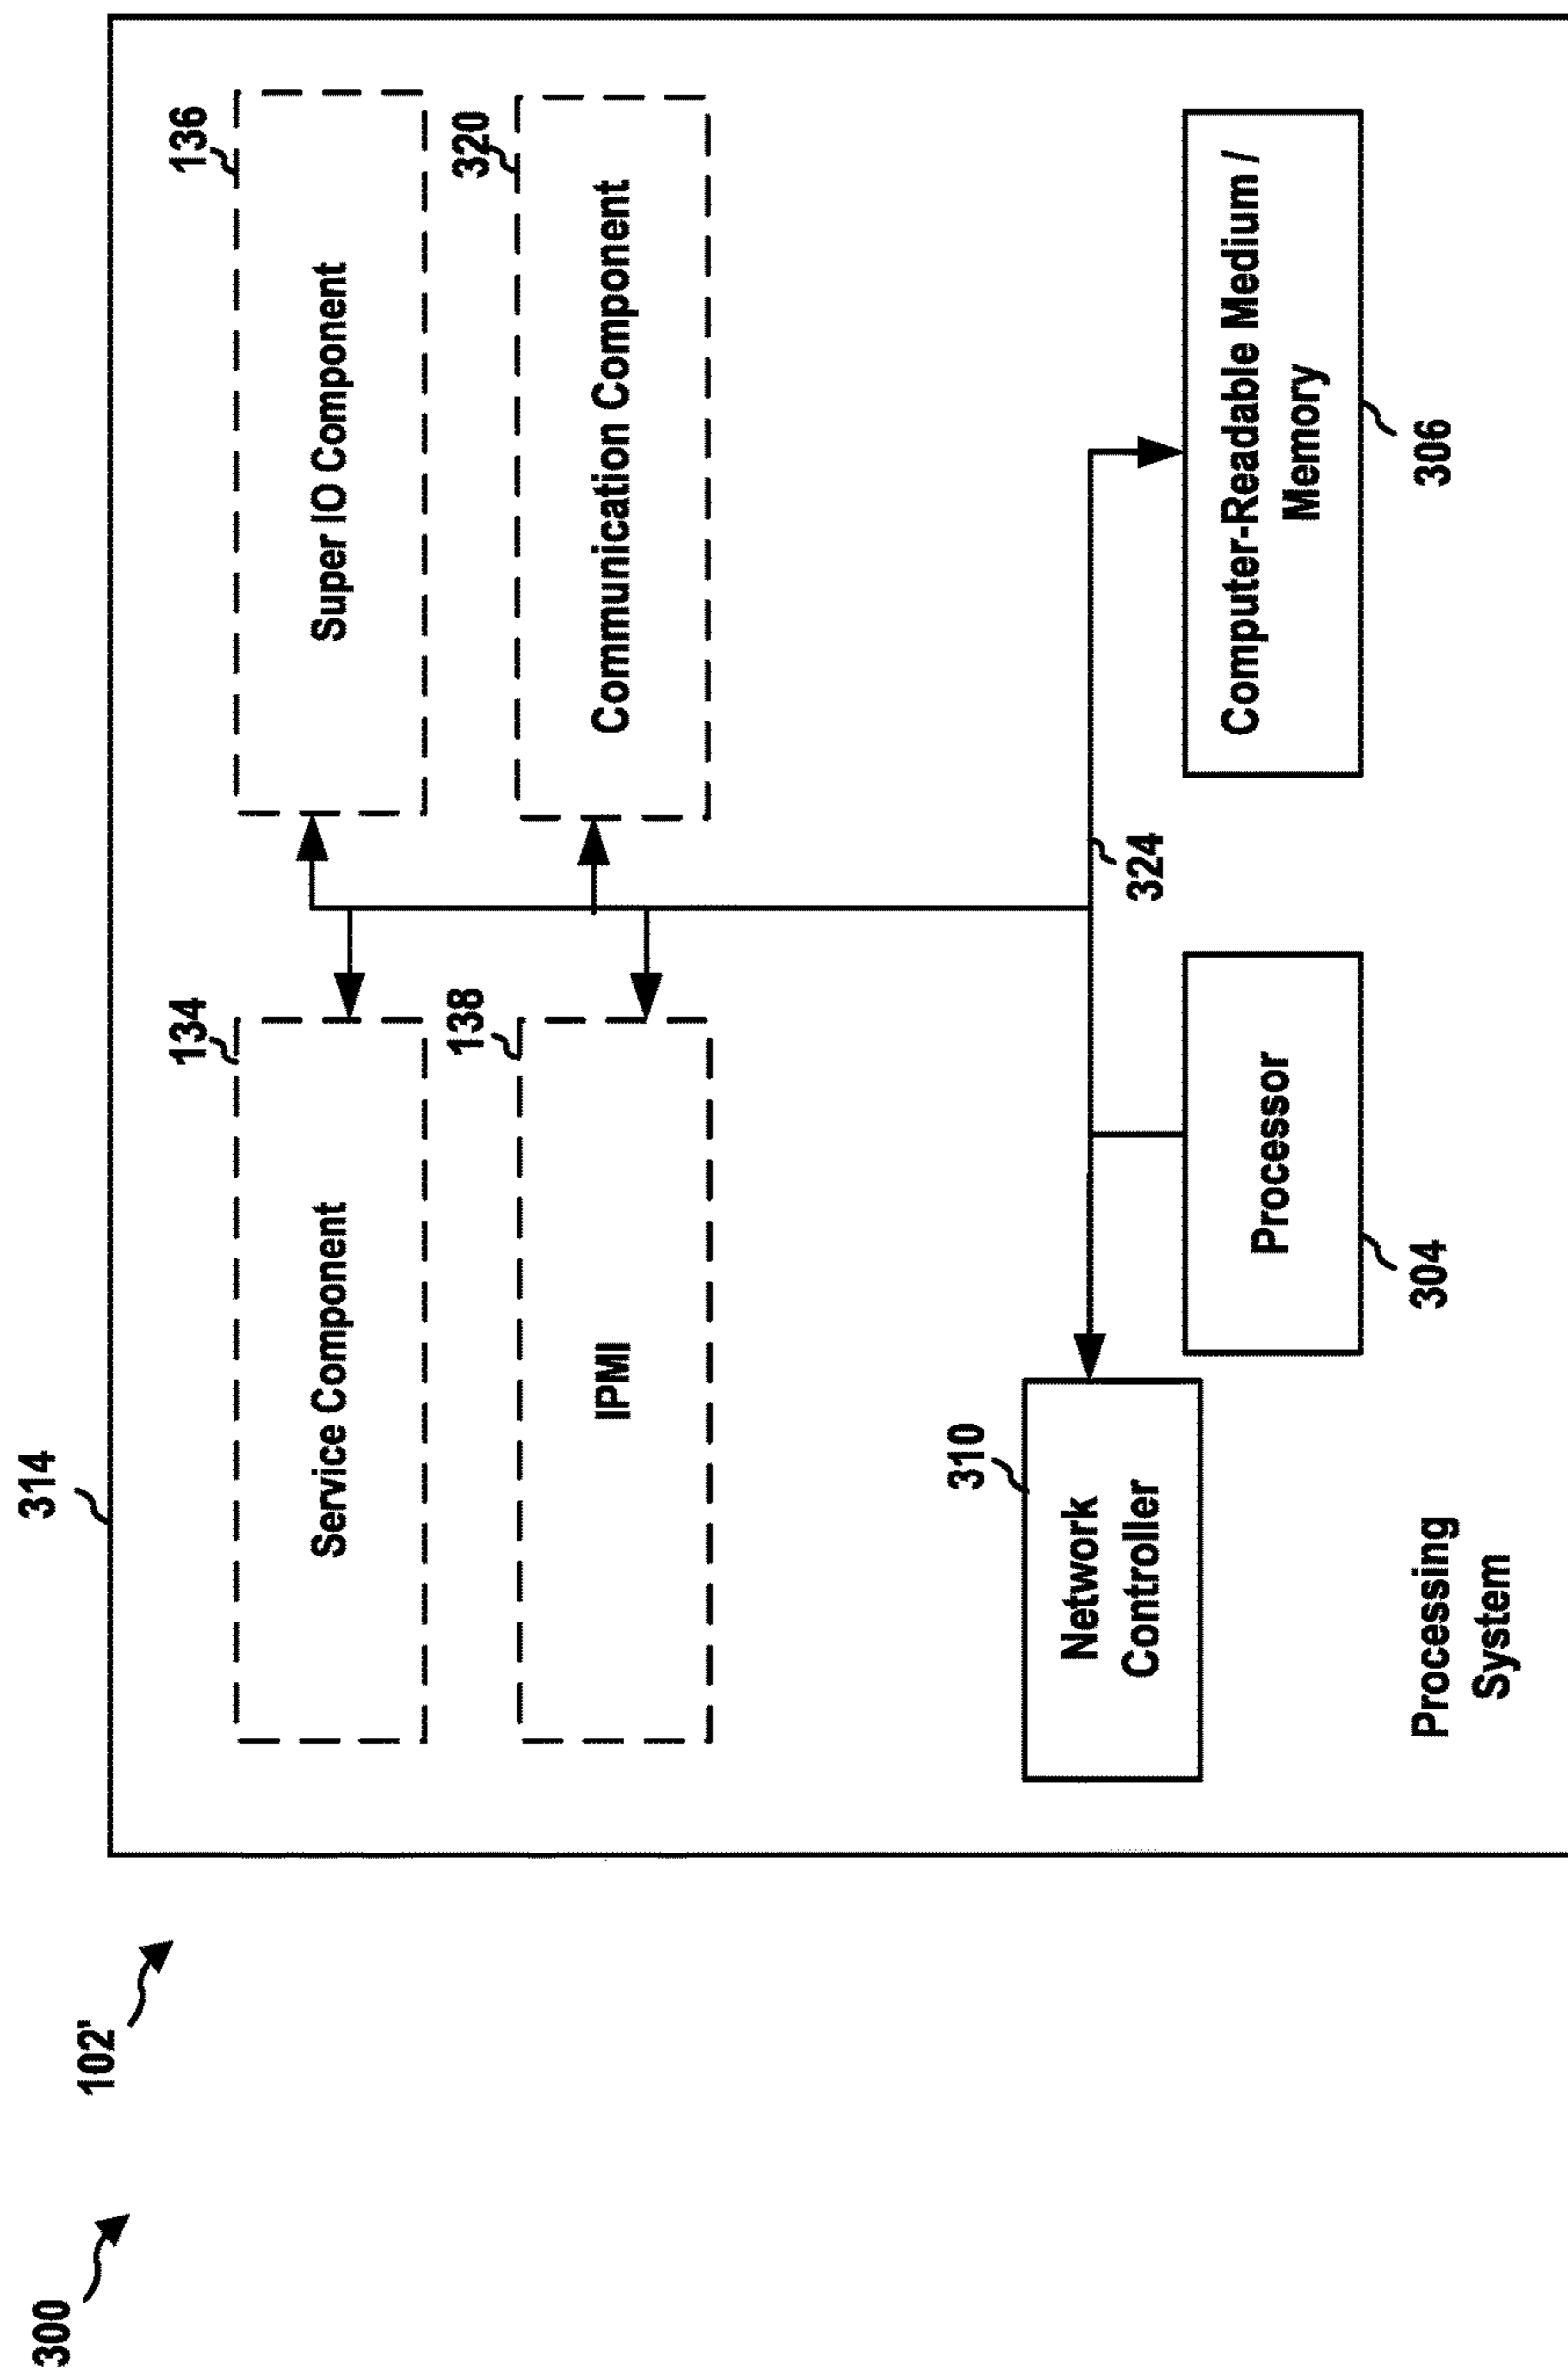 300
102'
314
134
Service Component
136
Super IO Component
138
IPMI
320
Communication Component
310
Network
Controller
324
Processor
304
Computer-Readable Medium /
Memory
306
Processing
System